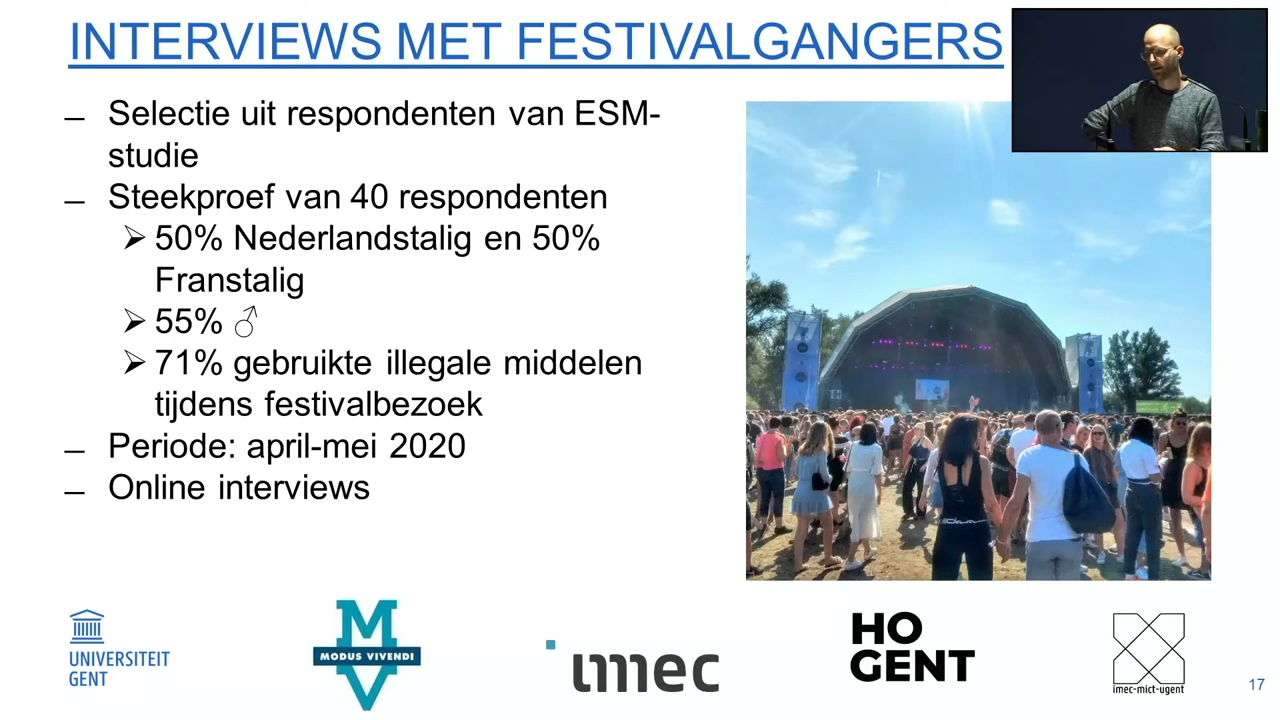 INTERVIEWS MET FESTIVALGANGERS
– Selectie uit respondenten van ESM-
studie
– Steekproef van 40 respondenten
➢ 50% Nederlandstalig en 50%
Franstalig
➢ 55% ♂
➢ 71% gebruikte illegale middelen
tijdens festivalbezoek
– Periode: april-mei 2020
– Online interviews
UNIVERSITEIT
GENT
M
MODUS VIVENDI
V
imec
HO
GENT
imec-mict-ugent
17